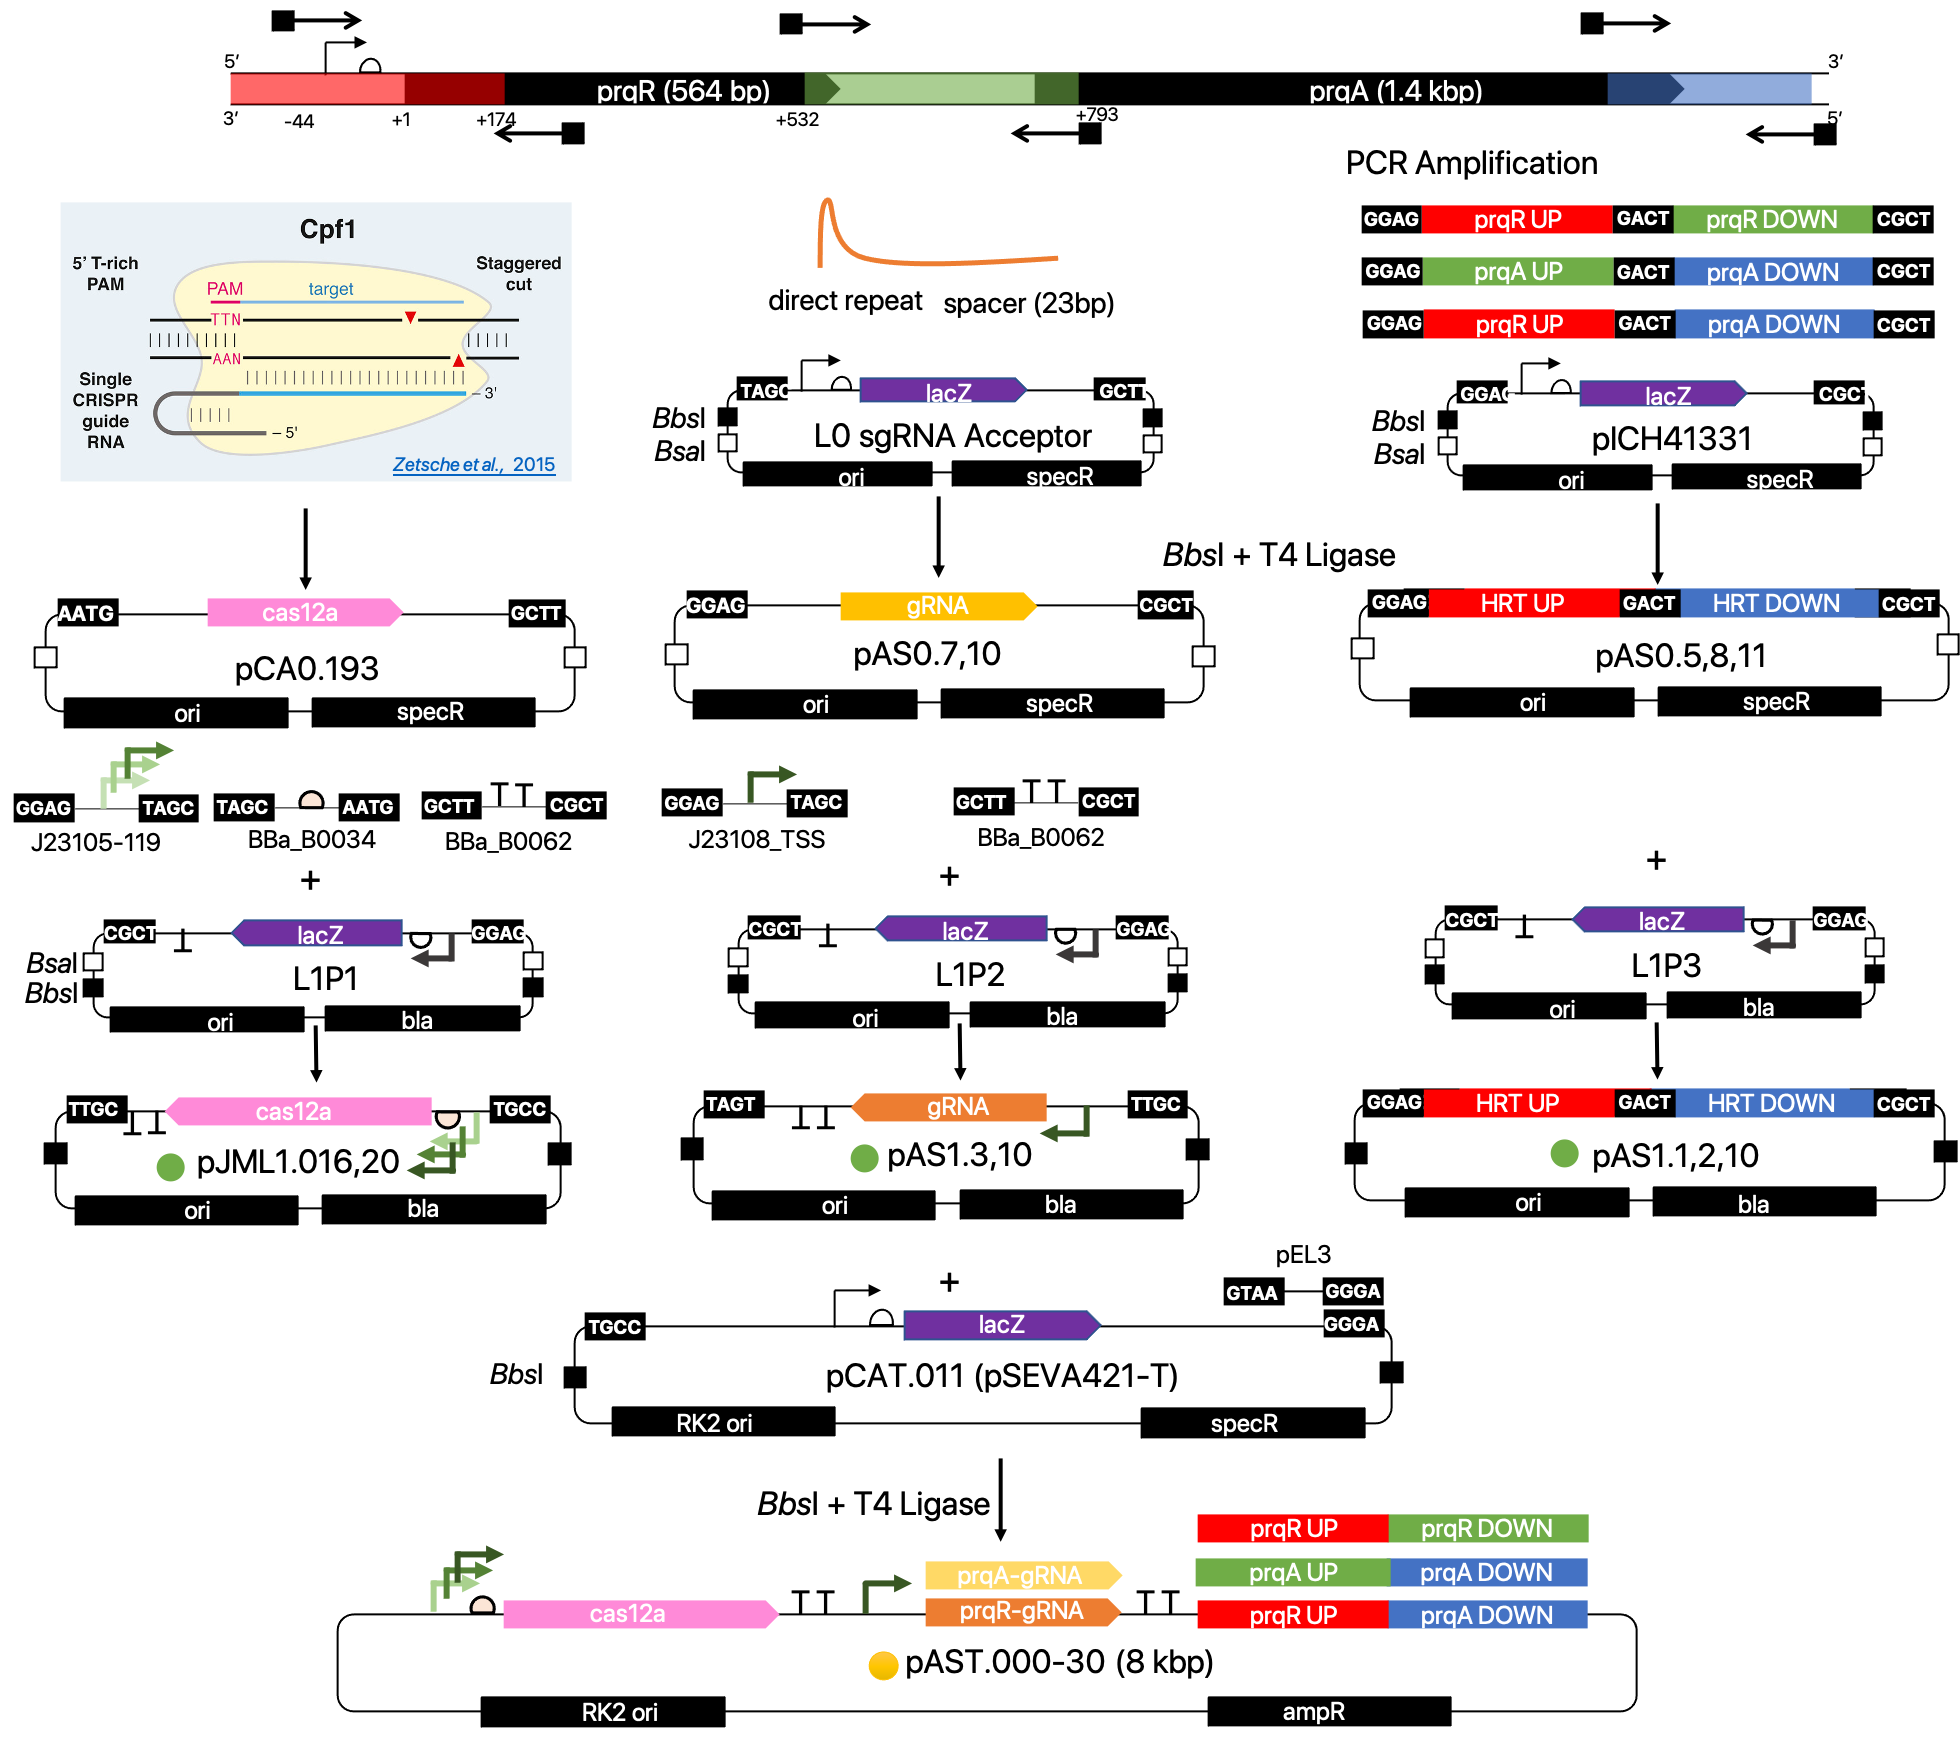 5′
3′
prqR (564 bp)
prqA (1.4 kbp)
3′
-44
+1
+174
+532
+793
5′
PCR Amplification
Cpf1
5’ T-rich
PAM
Staggered
cut
PAM
target
TTN
AAN
Single
CRISPR
guide
RNA
– 3'
– 5'
Zetsche et al., 2015
direct repeat
spacer (23bp)
GGAG prqR UP GACT prqR DOWN CGCT
GGAG prqA UP GACT prqA DOWN CGCT
GGAG prqR UP GACT prqA DOWN CGCT
TAGC lacZ GCTT
BbsI
BsaI
L0 sgRNA Acceptor
ori specR
GGAG lacZ CGC
BbsI
BsaI
pICH41331
ori specR
BbsI + T4 Ligase
AATG cas12a GCTT
pCA0.193
ori specR
GGAG gRNA CGCT
pAS0.7,10
ori specR
GGAG HRT UP GACT HRT DOWN CGCT
pAS0.5,8,11
ori specR
GGAG TAGC
J23105-119
TAGC AATG
BBa_B0034
GCTT CGCT
BBa_B0062
GGAG TAGC
J23108_TSS
GCTT CGCT
BBa_B0062
+
+
+
CGCT lacZ GGAG
BsaI
BbsI
L1P1
ori bla
CGCT lacZ GGAG
L1P2
ori bla
CGCT lacZ GGAG
L1P3
ori bla
TTGC cas12a TGCC
pJML1.016,20
ori bla
TAGT gRNA TTGC
pAS1.3,10
ori bla
GGAG HRT UP GACT HRT DOWN CGCT
pAS1.1,2,10
ori bla
+
pEL3
GTAA GGGA
TGCC lacZ GGGA
BbsI
pCAT.011 (pSEVA421-T)
RK2 ori specR
BbsI + T4 Ligase
prqR UP prqR DOWN
prqA-gRNA
prqA UP prqA DOWN
cas12a
prqR-gRNA
prqR UP prqA DOWN
pAST.000-30 (8 kbp)
RK2 ori ampR